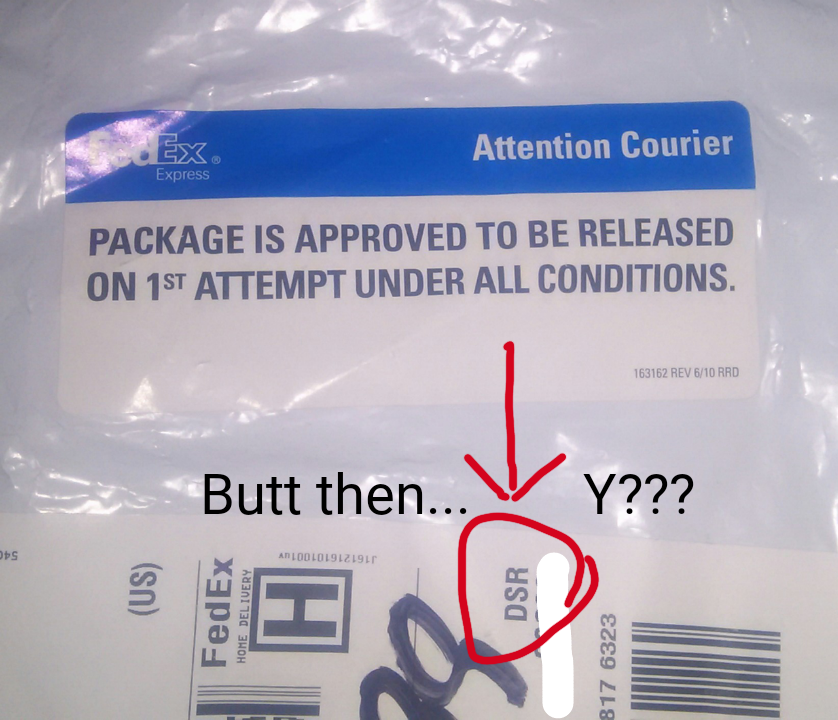 FedEx® Express
Attention Courier
PACKAGE IS APPROVED TO BE RELEASED
ON 1ST ATTEMPT UNDER ALL CONDITIONS.
163162 REV 6/10 RRD
Butt then... Y???
(US)
FedEx
HOME DELIVERY
H
DSR
817 6323